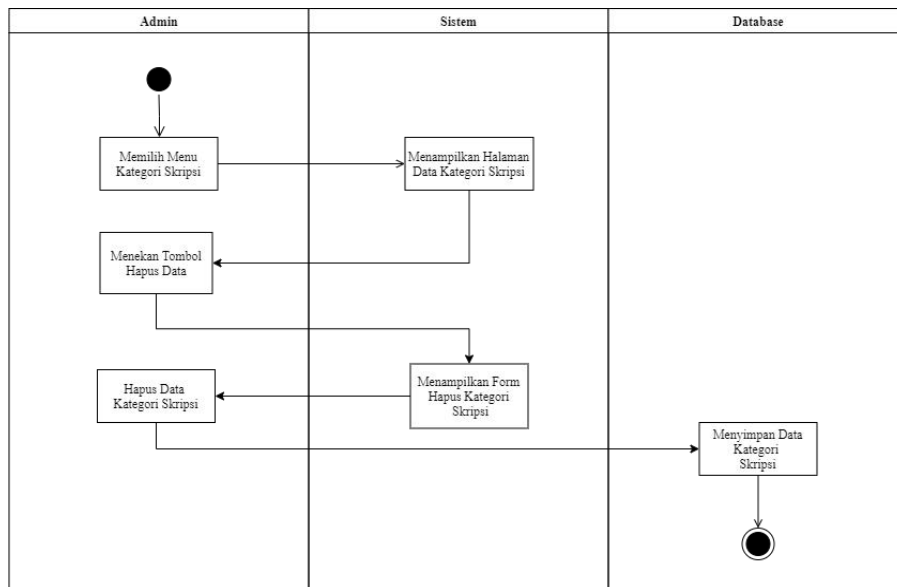 Admin
Sistem
Database
Memilih Menu
Kategori Skripsi
Menampilkan Halaman
Data Kategori Skripsi
Menekan Tombol
Hapus Data
Menampilkan Form
Hapus Kategori
Skripsi
Hapus Data
Kategori Skripsi
Menyimpan Data
Kategori
Skripsi